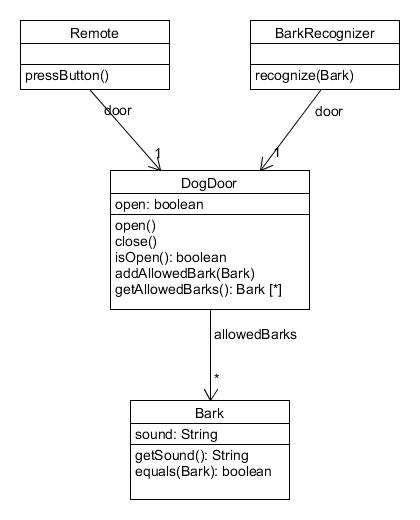 Remote
BarkRecognizer
pressButton()
recognize(Bark)
door
door
1
1
DogDoor
open: boolean
open()
close()
isOpen(): boolean
addAllowedBark(Bark)
getAllowedBarks(): Bark [*]
allowedBarks
*
Bark
sound: String
getSound(): String
equals(Bark): boolean